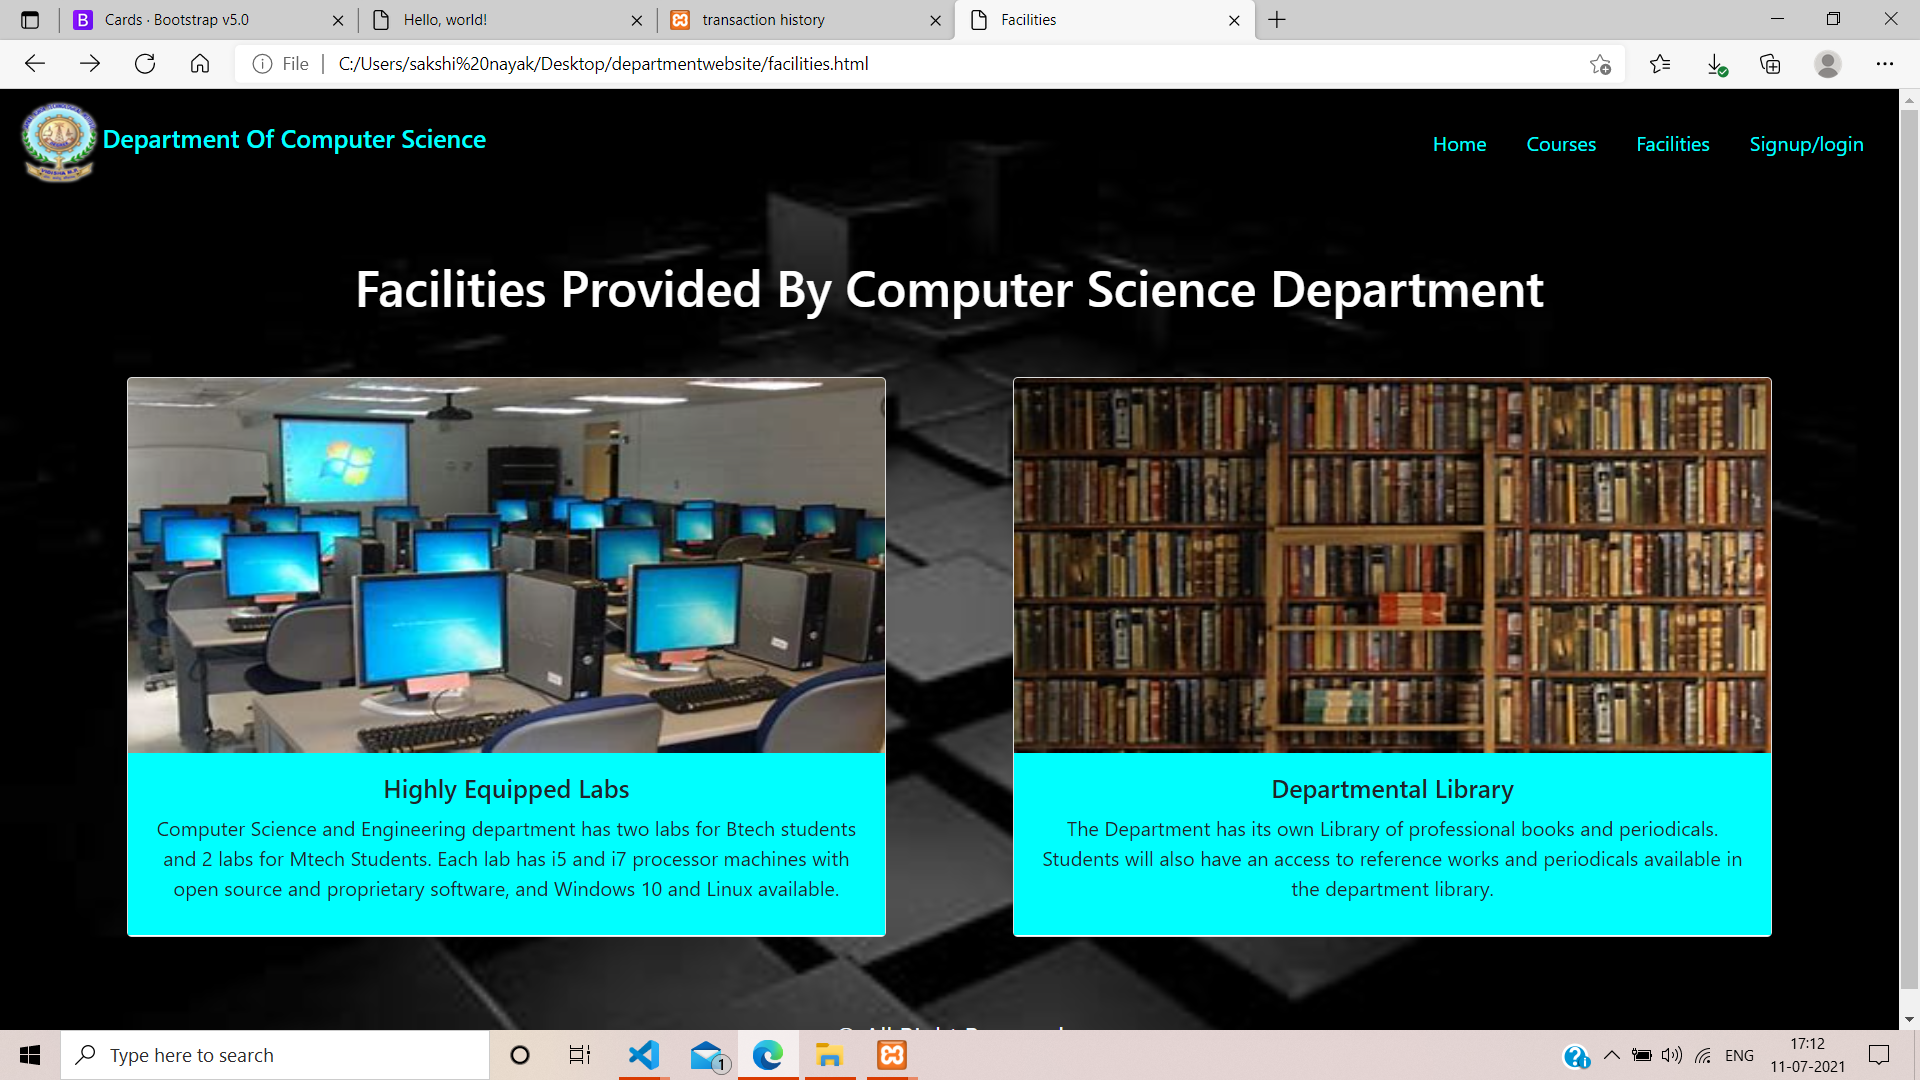 Cards · Bootstrap v5.0
Hello, world!
transaction history
Facilities
File
C:/Users/sakshi%20nayak/Desktop/departmentwebsite/facilities.html
Department Of Computer Science
Home
Courses
Facilities
Signup/login
VIDISHA M.P.
Facilities Provided By Computer Science Department
Highly Equipped Labs
Computer Science and Engineering department has two labs for Btech students
and 2 labs for Mtech Students. Each lab has i5 and i7 processor machines with
open source and proprietary software, and Windows 10 and Linux available.
Departmental Library
The Department has its own Library of professional books and periodicals.
Students will also have an access to reference works and periodicals available in
the department library.
Type here to search
1
ENG
17:12
11-07-2021